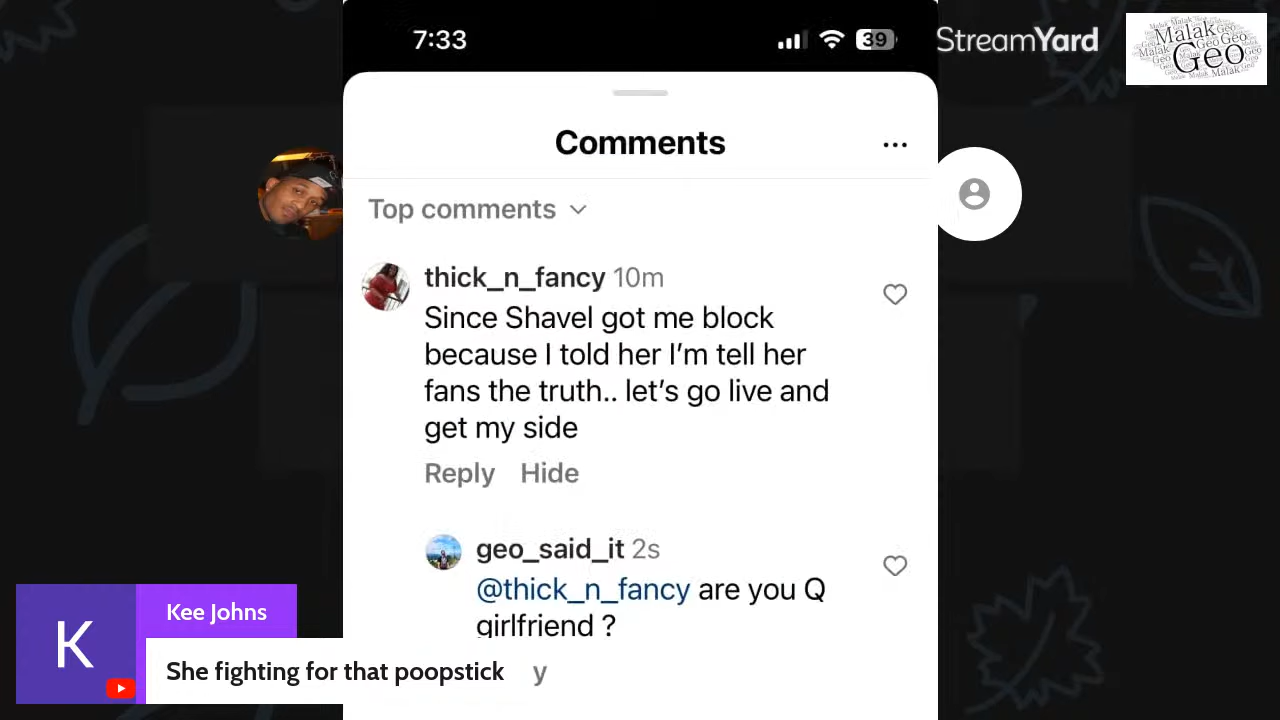 7:33
39
StreamYard
Malak
Geo
Comments
Top comments
thick_n_fancy 10m
Since Shavel got me block
because I told her I'm tell her
fans the truth.. let's go live and
get my side
Reply Hide
geo_said_it 2s
@thick_n_fancy are you Q
girlfriend ?
y
K
Kee Johns
She fighting for that poopstick